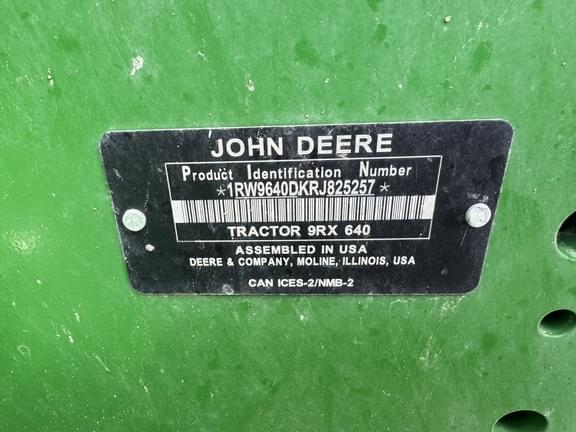 JOHN DEERE
Product Identification Number
*1RW9640DKRJ825257*
TRACTOR 9RX 640
ASSEMBLED IN USA
DEERE & COMPANY, MOLINE, ILLINOIS, USA
CAN ICES-2/NMB-2